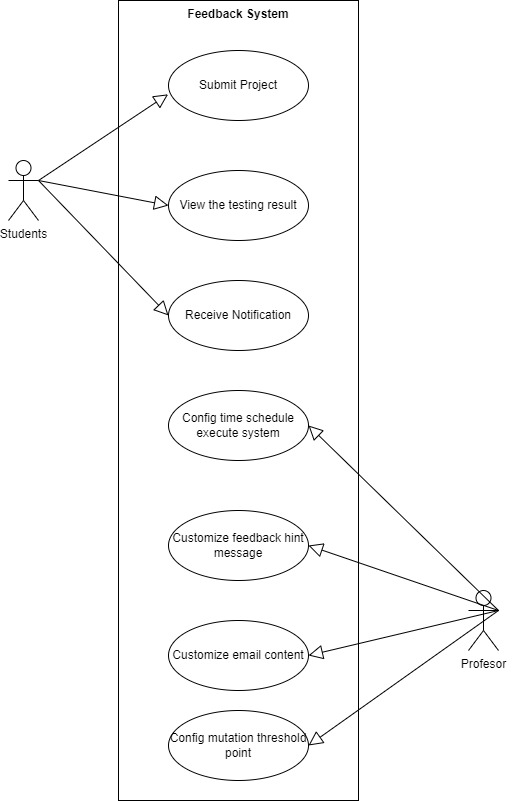 Feedback System
Submit Project
View the testing result
Students
Receive Notification
Config time schedule
execute system
Customize feedback hint
message
Customize email content
Profesor
Config mutation threshold
point